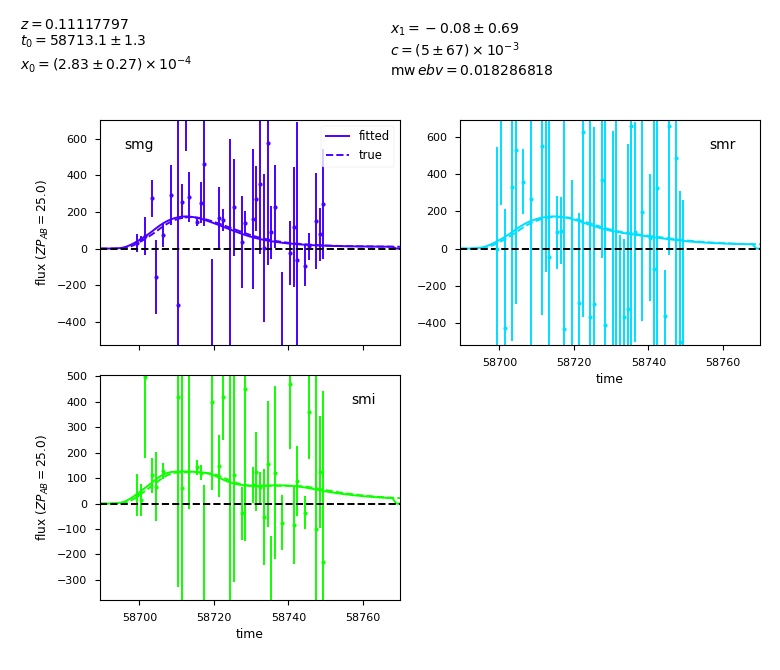 z = 0.11117797
t₀ = 58713.1 ± 1.3
x₀ = (2.83 ± 0.27) × 10⁻⁴
x₁ = −0.08 ± 0.69
c = (5 ± 67) × 10⁻³
mw ebv = 0.018286818
smg
fitted
true
600
400
200
0
−200
−400
flux (ZP_AB = 25.0)
smr
600
400
200
0
−200
−400
58700 58720 58740 58760
time
smi
500
400
300
200
100
0
−100
−200
−300
flux (ZP_AB = 25.0)
58700 58720 58740 58760
time